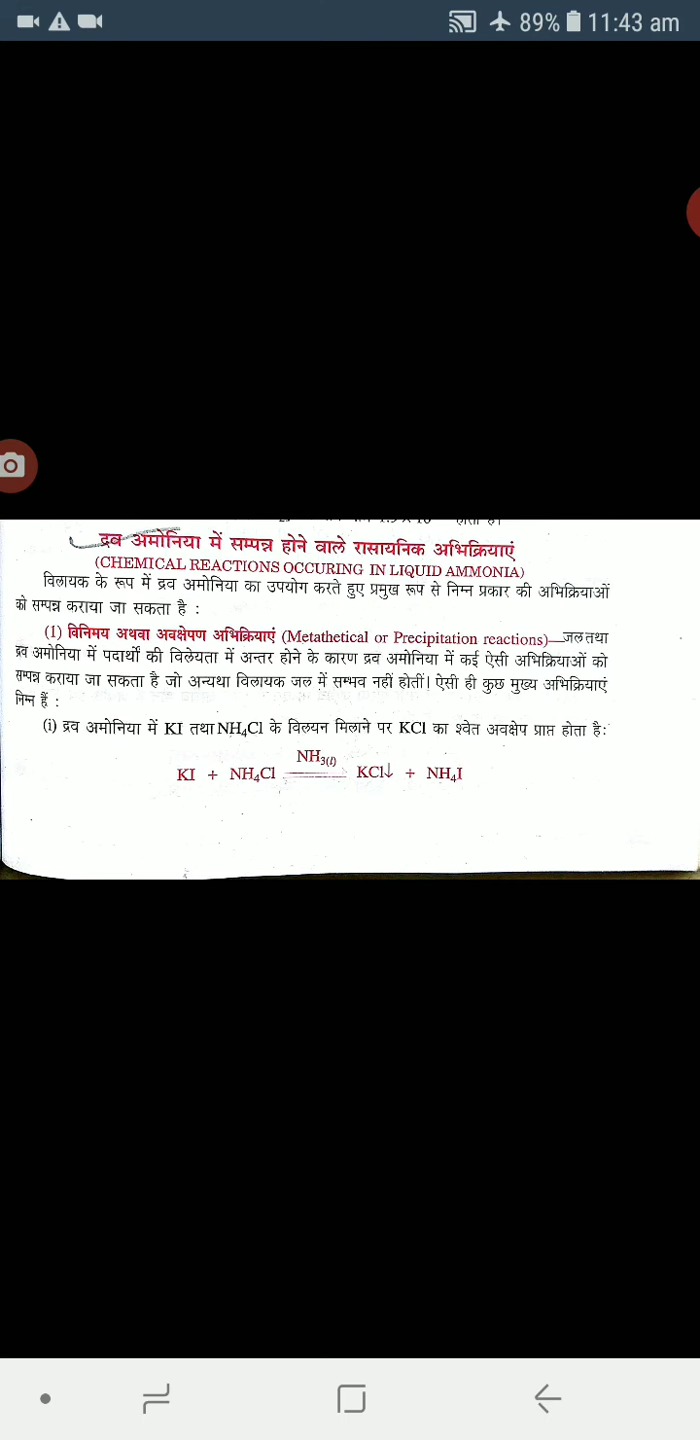 89% 11:43 am
द्रव अमोनिया में सम्पन्न होने वाले रासायनिक अभिक्रियाएं
(CHEMICAL REACTIONS OCCURING IN LIQUID AMMONIA)
विलायक के रूप में द्रव अमोनिया का उपयोग करते हुए प्रमुख रूप से निम्न प्रकार की अभिक्रियाओं
को सम्पन्न कराया जा सकता है :
(1) विनिमय अथवा अवक्षेपण अभिक्रियाएं (Metathetical or Precipitation reactions)—जल तथा
द्रव अमोनिया में पदार्थों की विलेयता में अन्तर होने के कारण द्रव अमोनिया में कई ऐसी अभिक्रियाओं को
सम्पन्न कराया जा सकता है जो अन्यथा विलायक जल में सम्भव नहीं होतीं। ऐसी ही कुछ मुख्य अभिक्रियाएं
निम्न हैं :
(i) द्रव अमोनिया में KI तथा NH₄Cl के विलयन मिलाने पर KCl का श्वेत अवक्षेप प्राप्त होता है:
NH₃(l)
KI + NH₄Cl KCl↓ + NH₄I